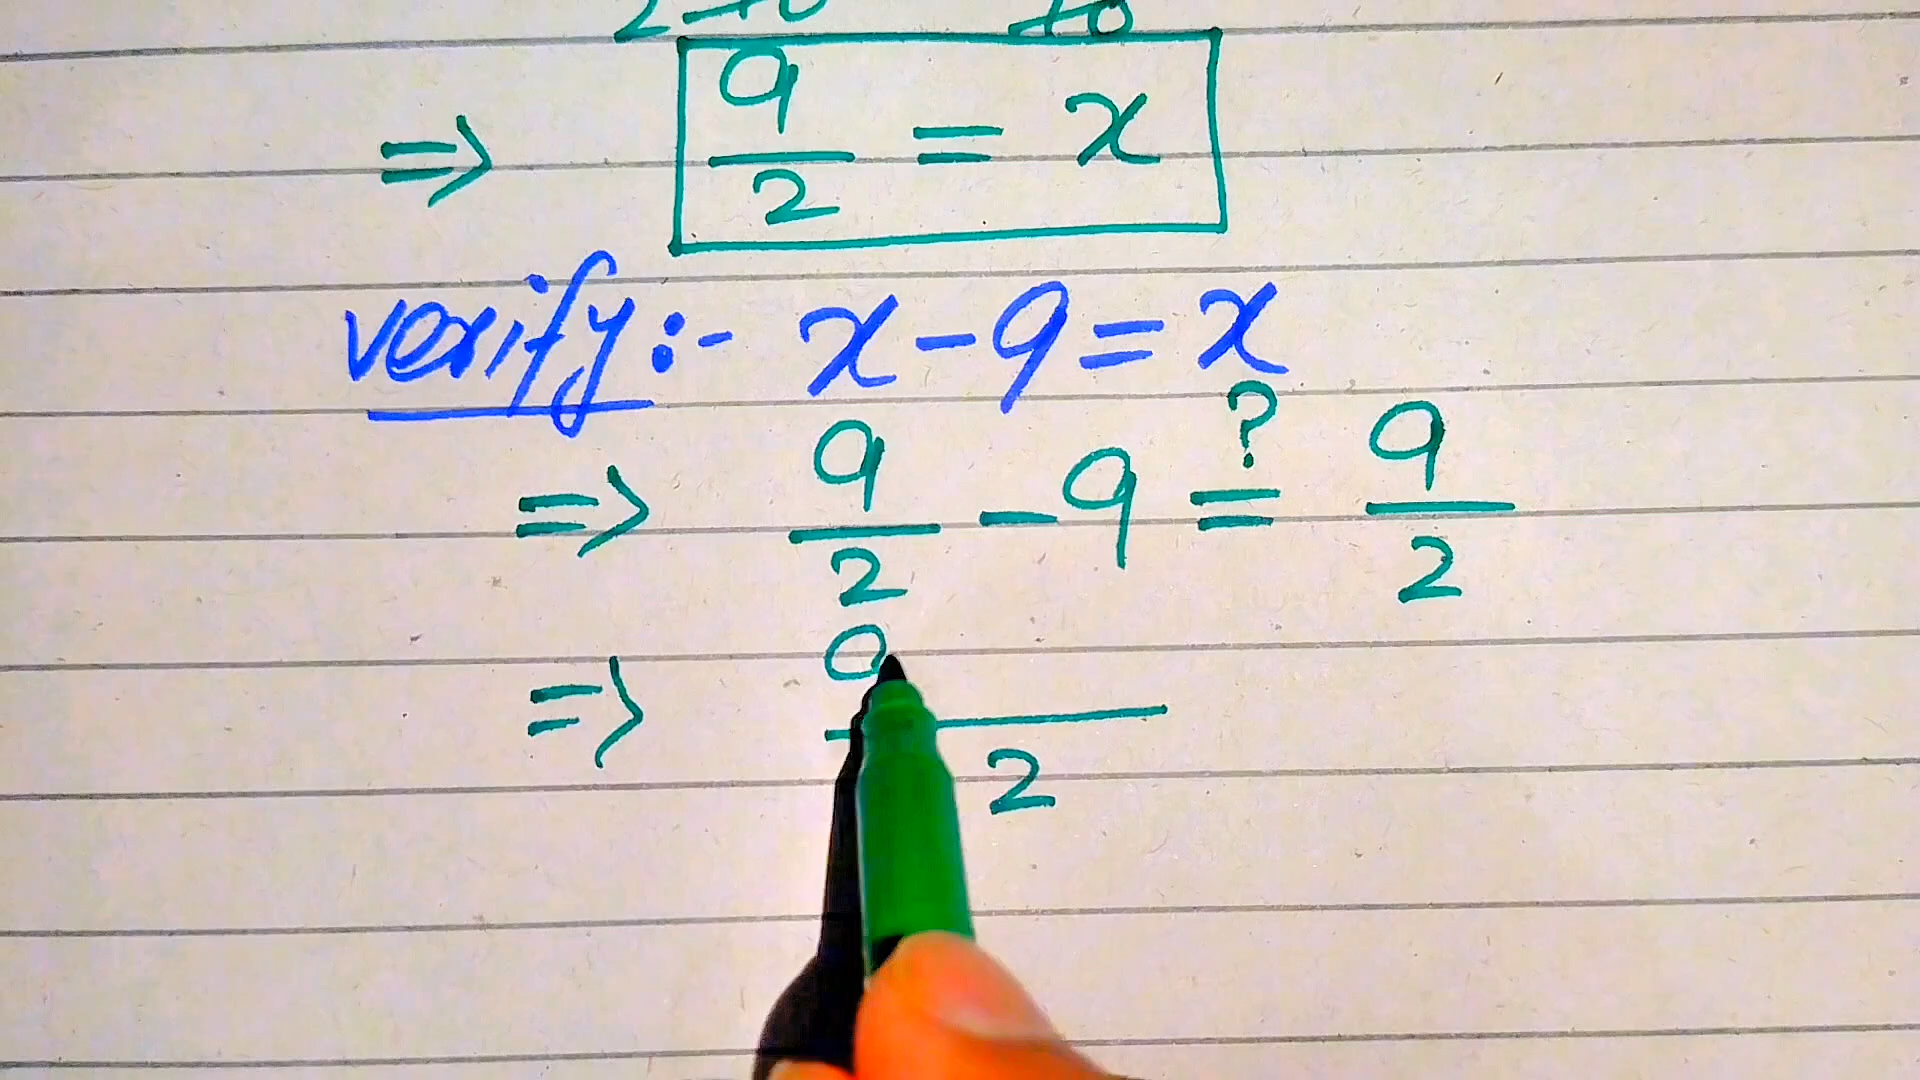 => 9/2 = x
verify :- x - 9 = x
=> 9/2 - 9 ?= 9/2
=> 9/2